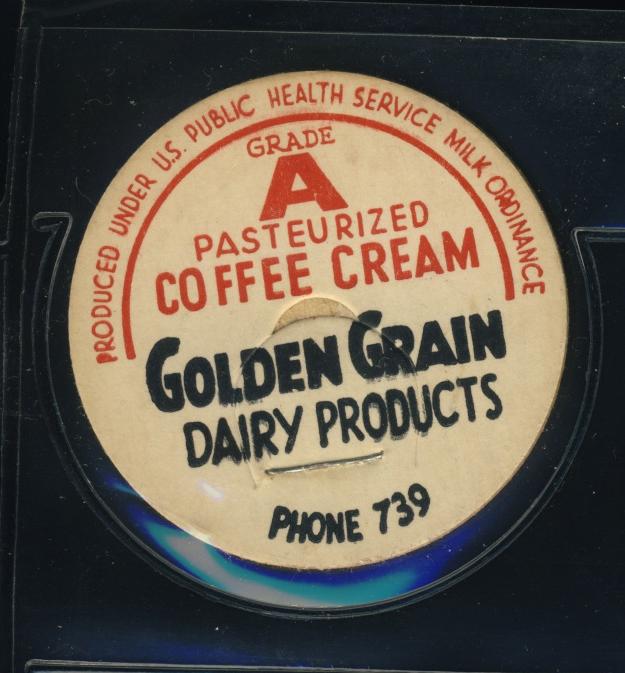 PRODUCED UNDER U.S. PUBLIC HEALTH SERVICE MILK ORDINANCE
GRADE
A
PASTEURIZED
COFFEE CREAM
GOLDEN GRAIN
DAIRY PRODUCTS
PHONE 739